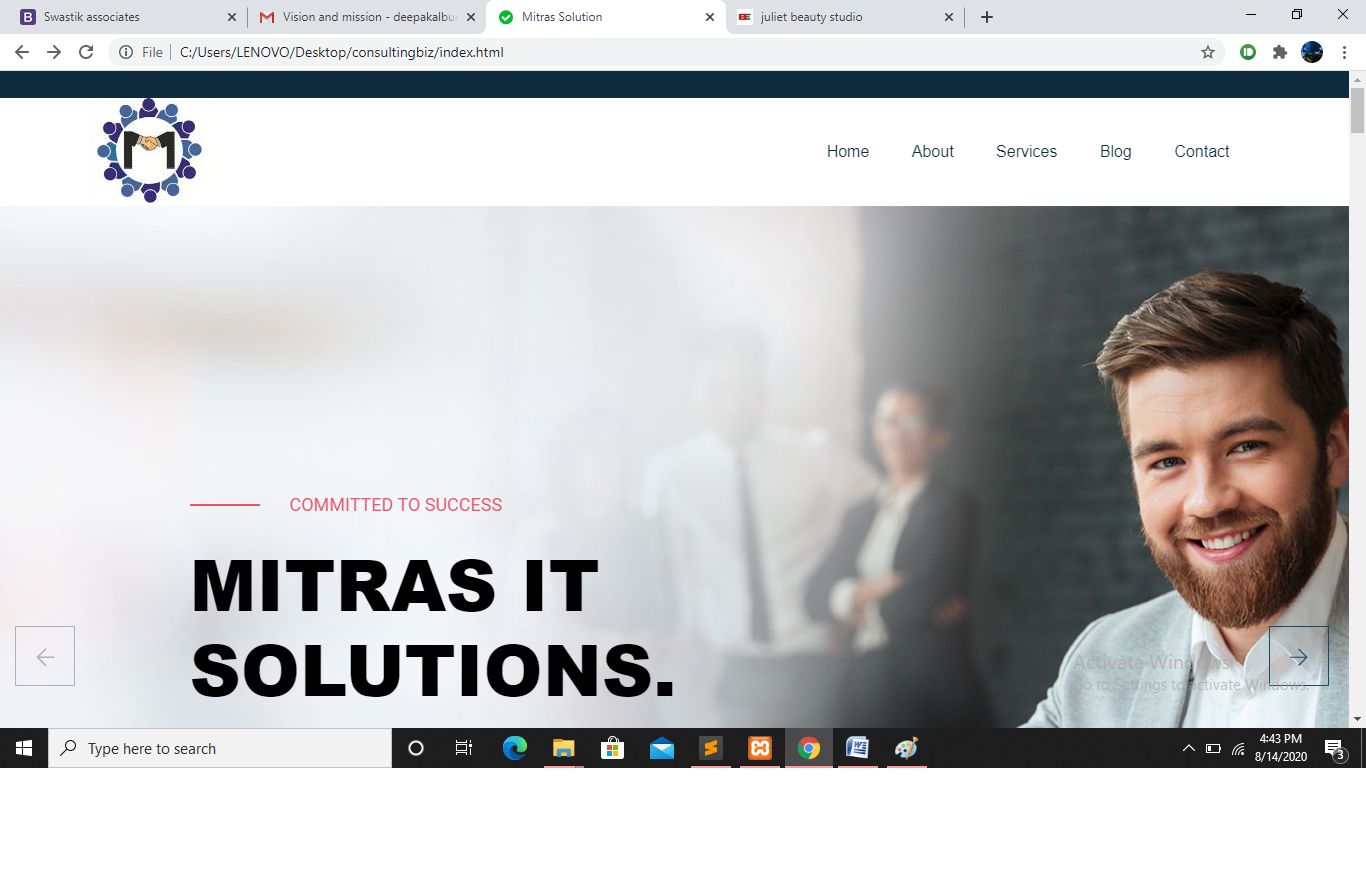 Swastik associates
Vision and mission - deepakalbur
Mitras Solution
juliet beauty studio
File
C:/Users/LENOVO/Desktop/consultingbiz/index.html
M
Home About Services Blog Contact
COMMITTED TO SUCCESS
MITRAS IT
SOLUTIONS.
Activate Windows
Go to Settings to activate Windows.
Type here to search
4:43 PM
8/14/2020
3